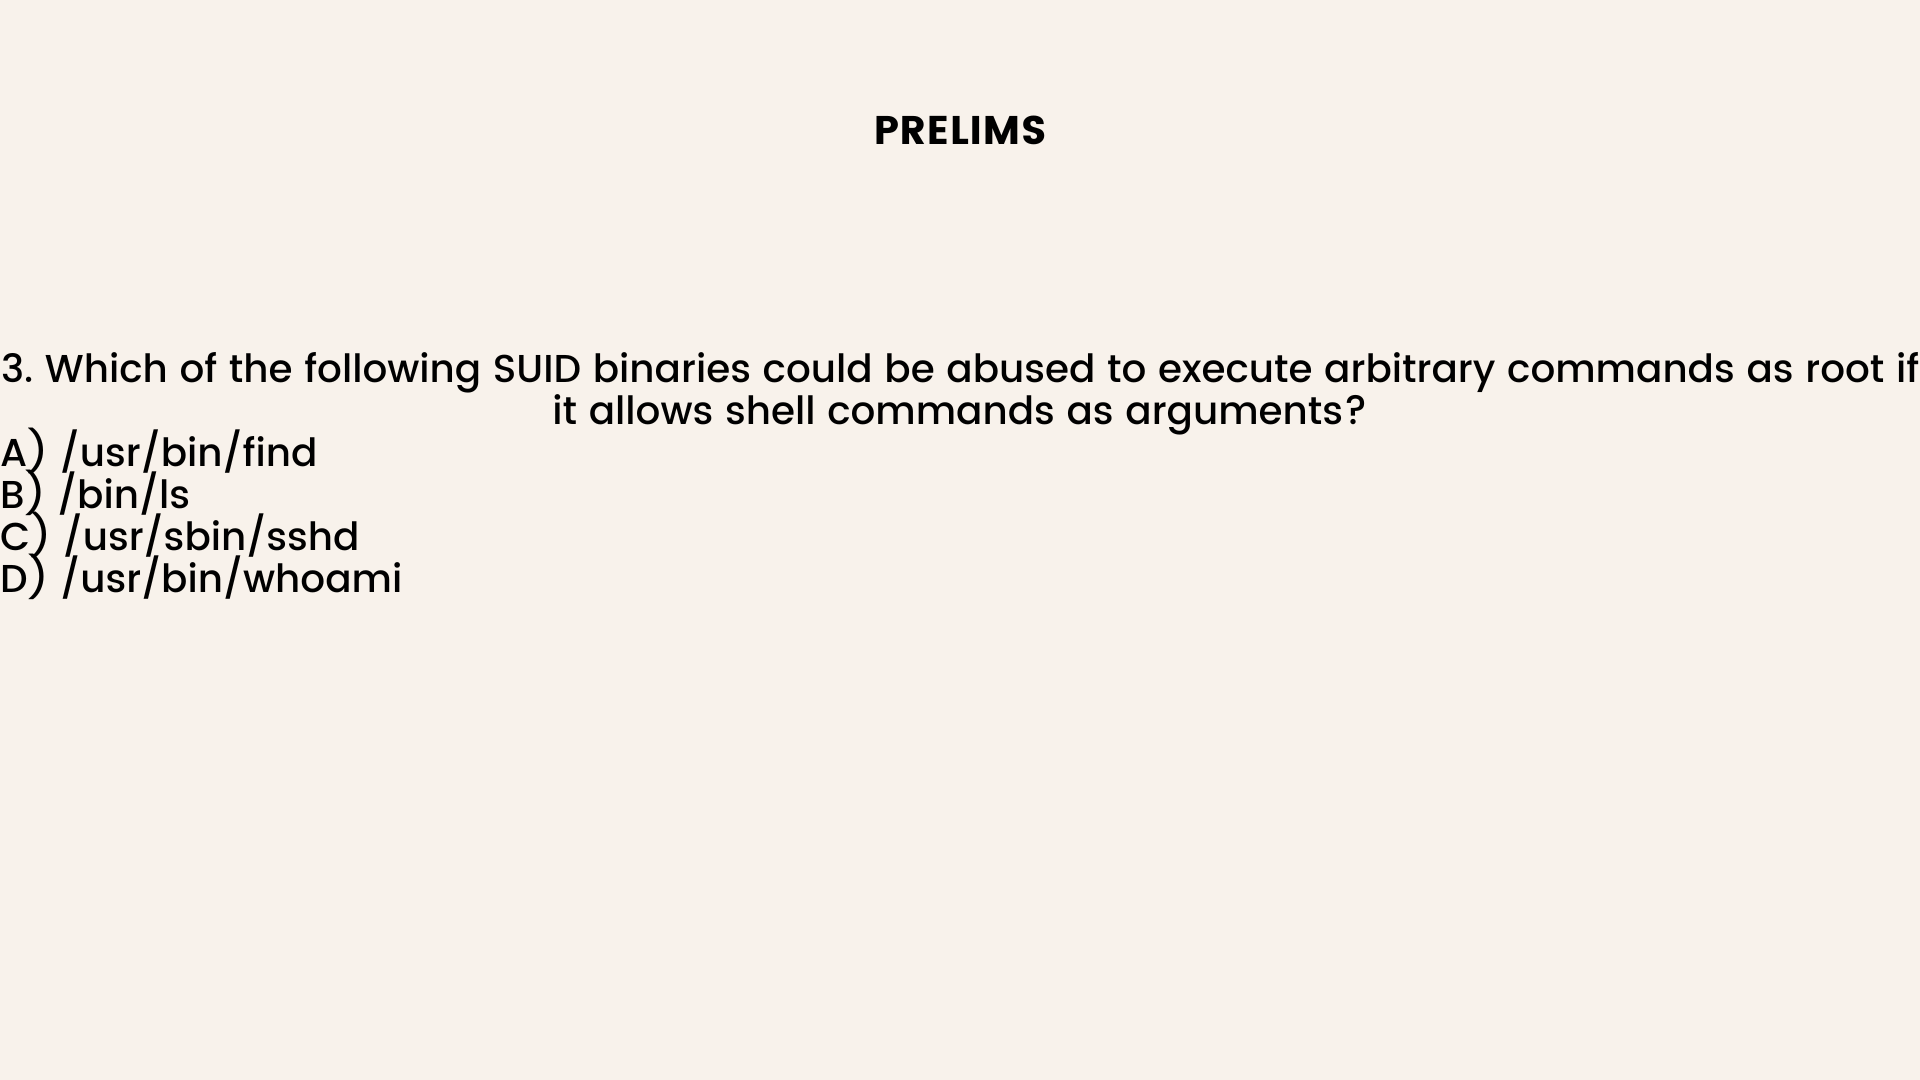 PRELIMS
3. Which of the following SUID binaries could be abused to execute arbitrary commands as root if
it allows shell commands as arguments?
A) /usr/bin/find
B) /bin/ls
C) /usr/sbin/sshd
D) /usr/bin/whoami